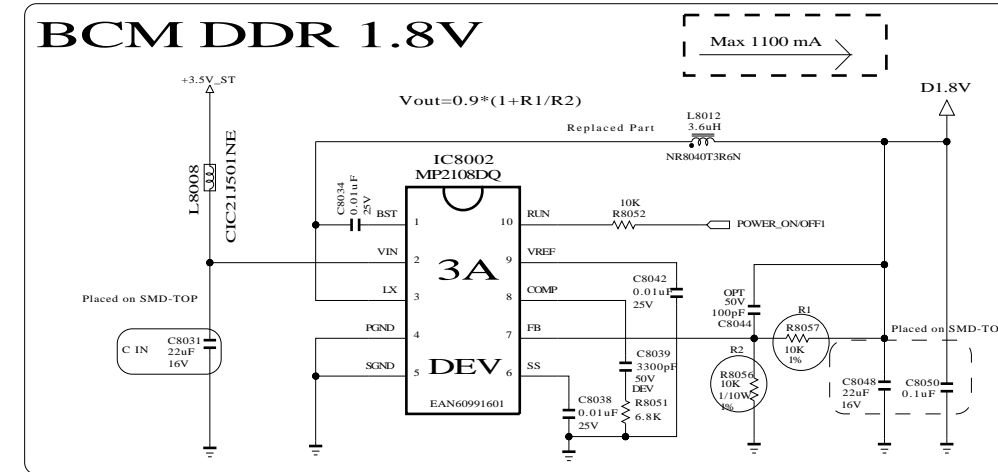 BCM DDR 1.8V
Max 1100 mA
+3.5V_ST
D1.8V
Vout=0.9*(1+R1/R2)
Replaced Part
L8012
3.6uH
NR8040T3R6N
L8008
CIC21J501NE
IC8002
MP2108DQ
C8034
0.01uF
25V
BST
1
VIN
2
LX
3
PGND
4
SGND
5
3A
DEV
EAN60991601
10
RUN
9
VREF
8
COMP
7
FB
6
SS
10K
R8052
POWER_ON/OFF1
C8042
0.01uF
25V
OPT
50V
100pF
C8044
R1
R8057
10K
1%
Placed on SMD-TO
Placed on SMD-TOP
C IN
C8031
22uF
16V
C8039
3300pF
50V
DEV
R8051
6.8K
C8038
0.01uF
25V
R2
R8056
10K
1/10W
1%
C8048
22uF
16V
C8050
0.1uF